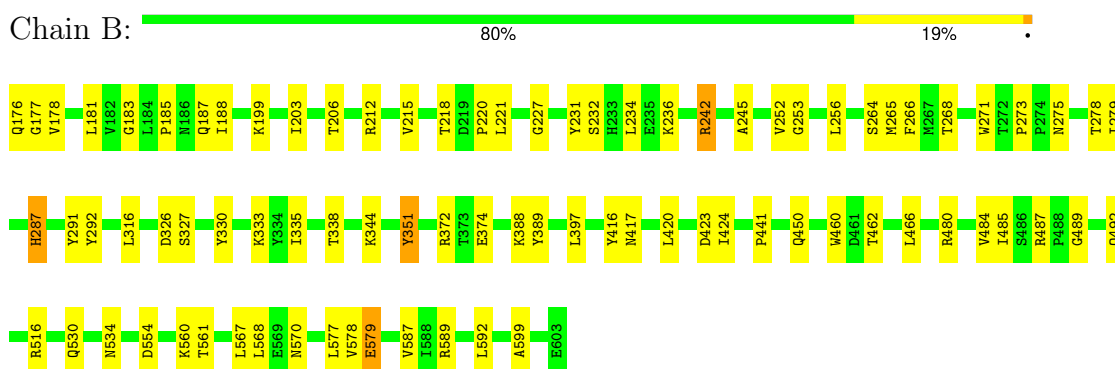 Chain B: 80% 19% •
Q176 G177 V178 L181 V182 G183 L184 P185 N186 Q187 I188 K199 I203 T206 R212 V215 T218 D219 P220 L221 G227 Y231 S232 H233 L234 E235 K236 R242 A245 V252 G253 L256 S264 M265 F266 M267 T268 W271 T272 P273 P274 N275 T278
H287 Y291 Y292 L316 D326 S327 Y330 K333 Y334 I335 T338 K344 Y351 R372 T373 E374 K388 Y389 L397 Y416 N417 L420 D423 I424 P441 Q450 W460 D461 T462 L466 R480 V484 I485 S486 R487 P488 G489
R516 Q530 N534 D554 K560 T561 L567 L568 E569 N570 L577 V578 E579 V587 I588 R589 L592 A599 E603